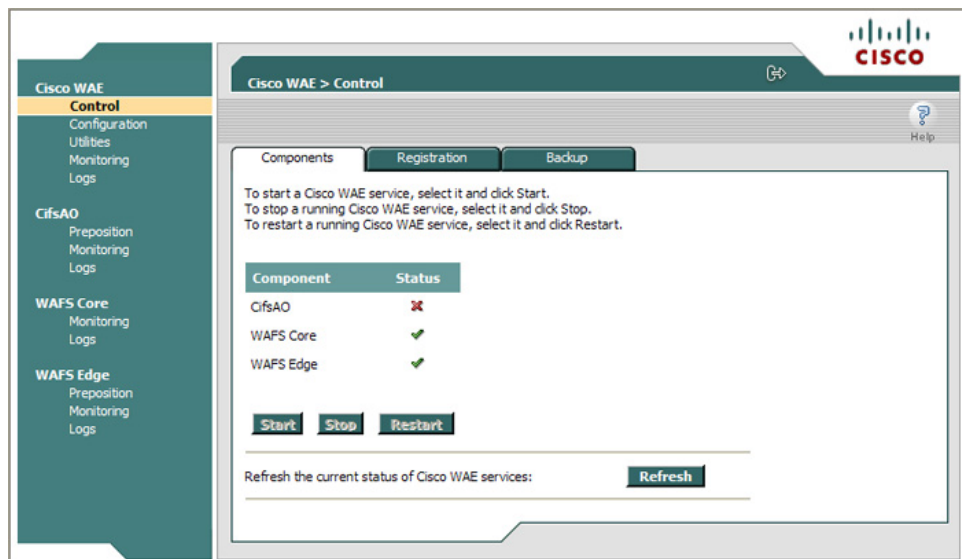 CISCO
Cisco WAE
Control
Configuration
Utilities
Monitoring
Logs
CifsAO
Preposition
Monitoring
Logs
WAFS Core
Monitoring
Logs
WAFS Edge
Preposition
Monitoring
Logs
Cisco WAE > Control
Help
Components Registration Backup
To start a Cisco WAE service, select it and click Start.
To stop a running Cisco WAE service, select it and click Stop.
To restart a running Cisco WAE service, select it and click Restart.
Component Status
CifsAO
WAFS Core
WAFS Edge
Start Stop Restart
Refresh the current status of Cisco WAE services: Refresh